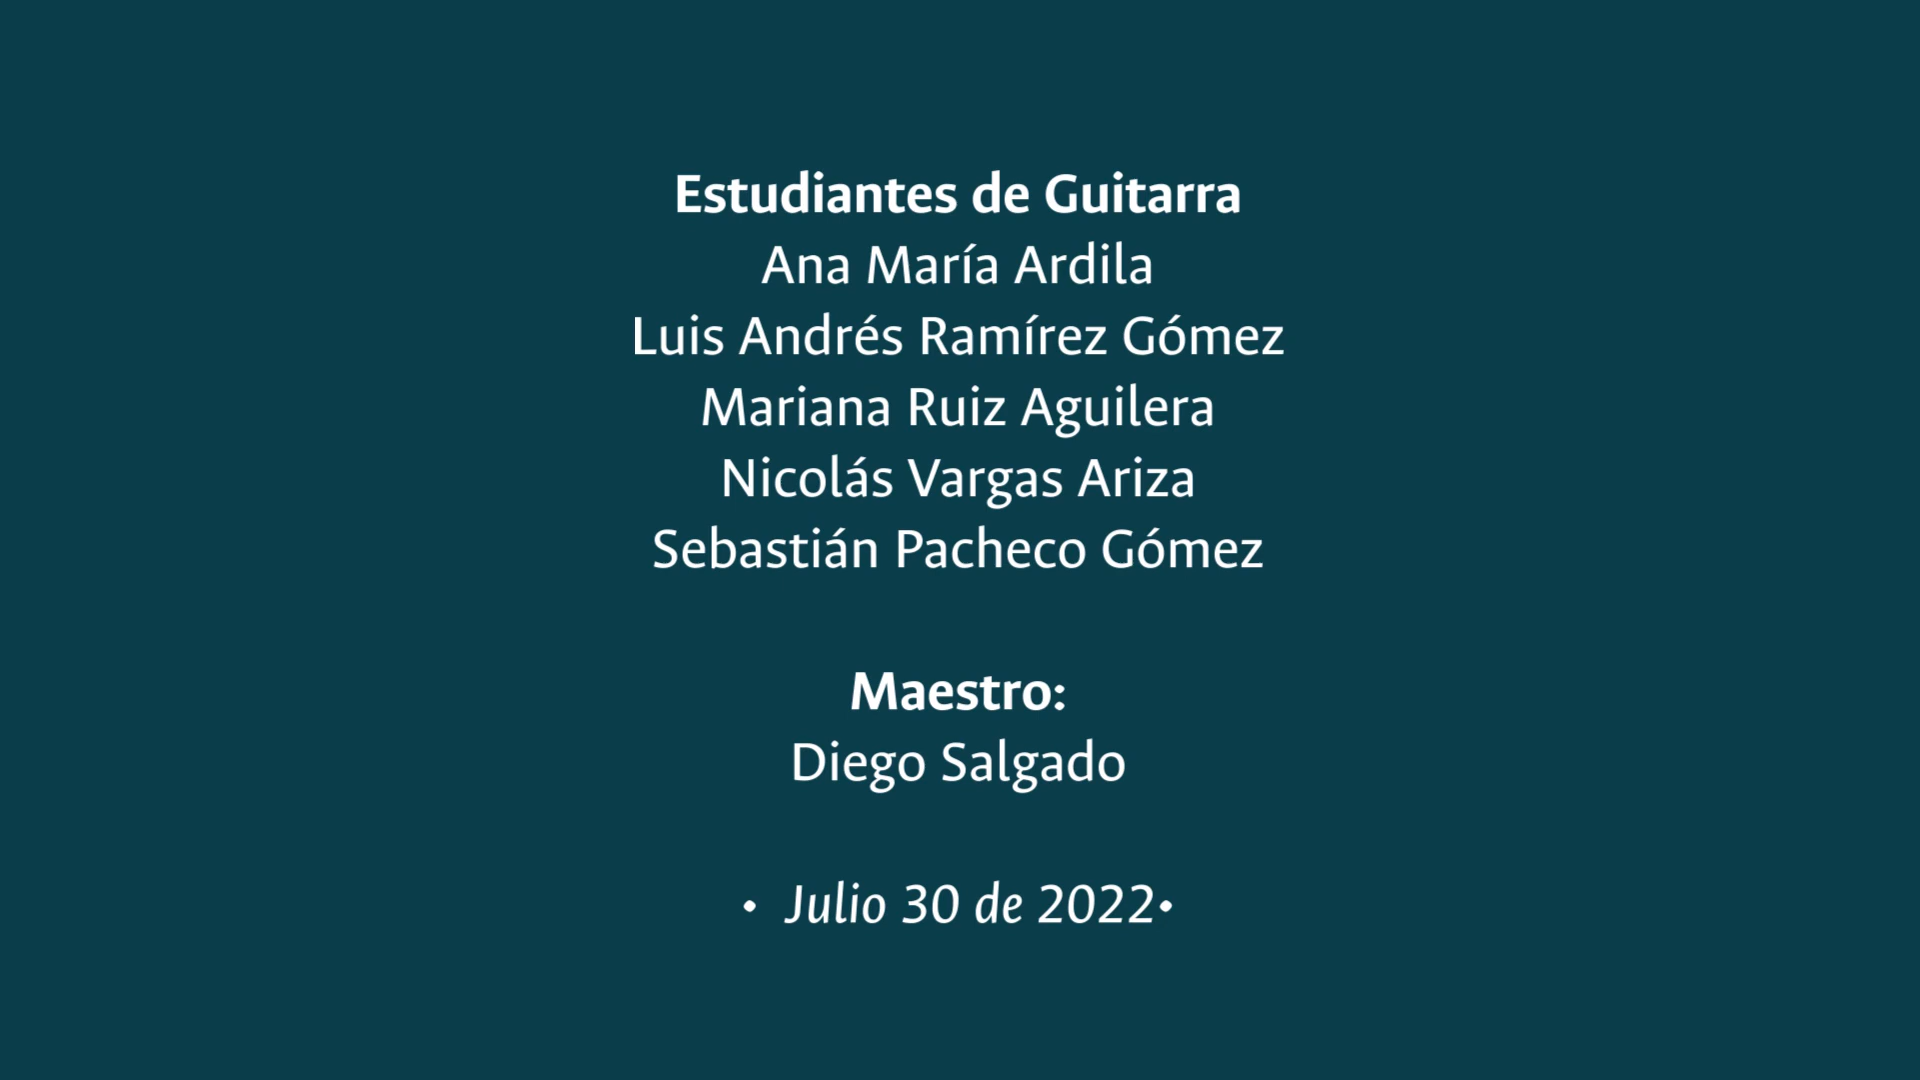 Estudiantes de Guitarra
Ana María Ardila
Luis Andrés Ramírez Gómez
Mariana Ruiz Aguilera
Nicolás Vargas Ariza
Sebastián Pacheco Gómez
Maestro:
Diego Salgado
• Julio 30 de 2022•